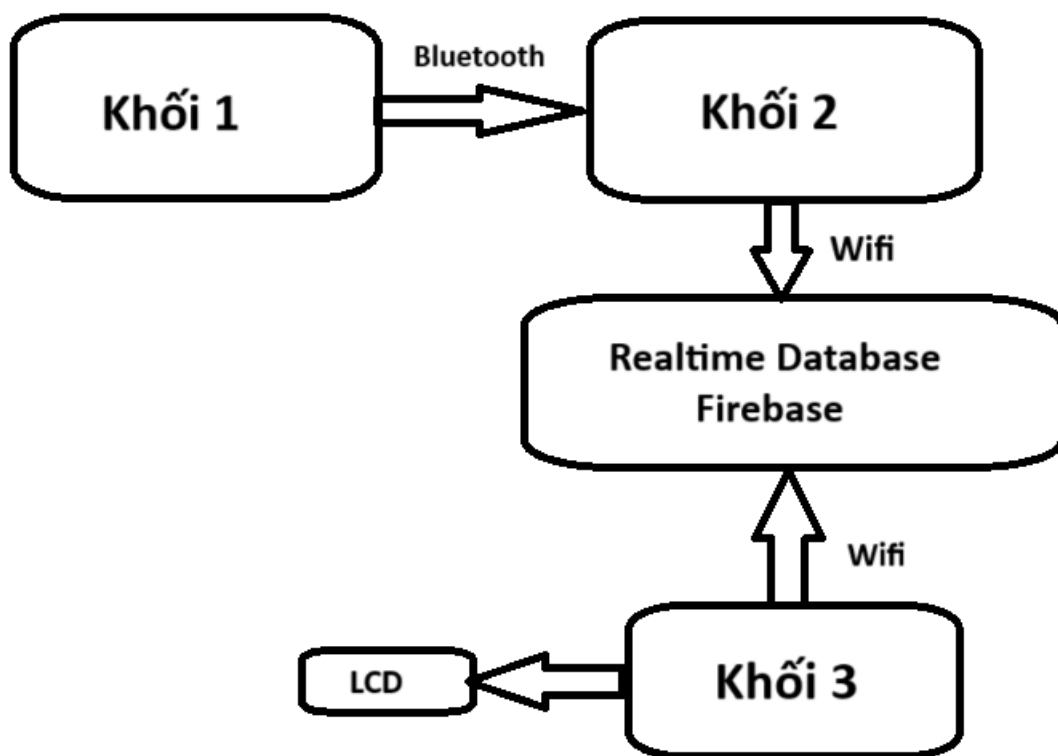 Khối 1
Bluetooth
Khối 2
Wifi
Realtime Database
Firebase
Wifi
LCD
Khối 3